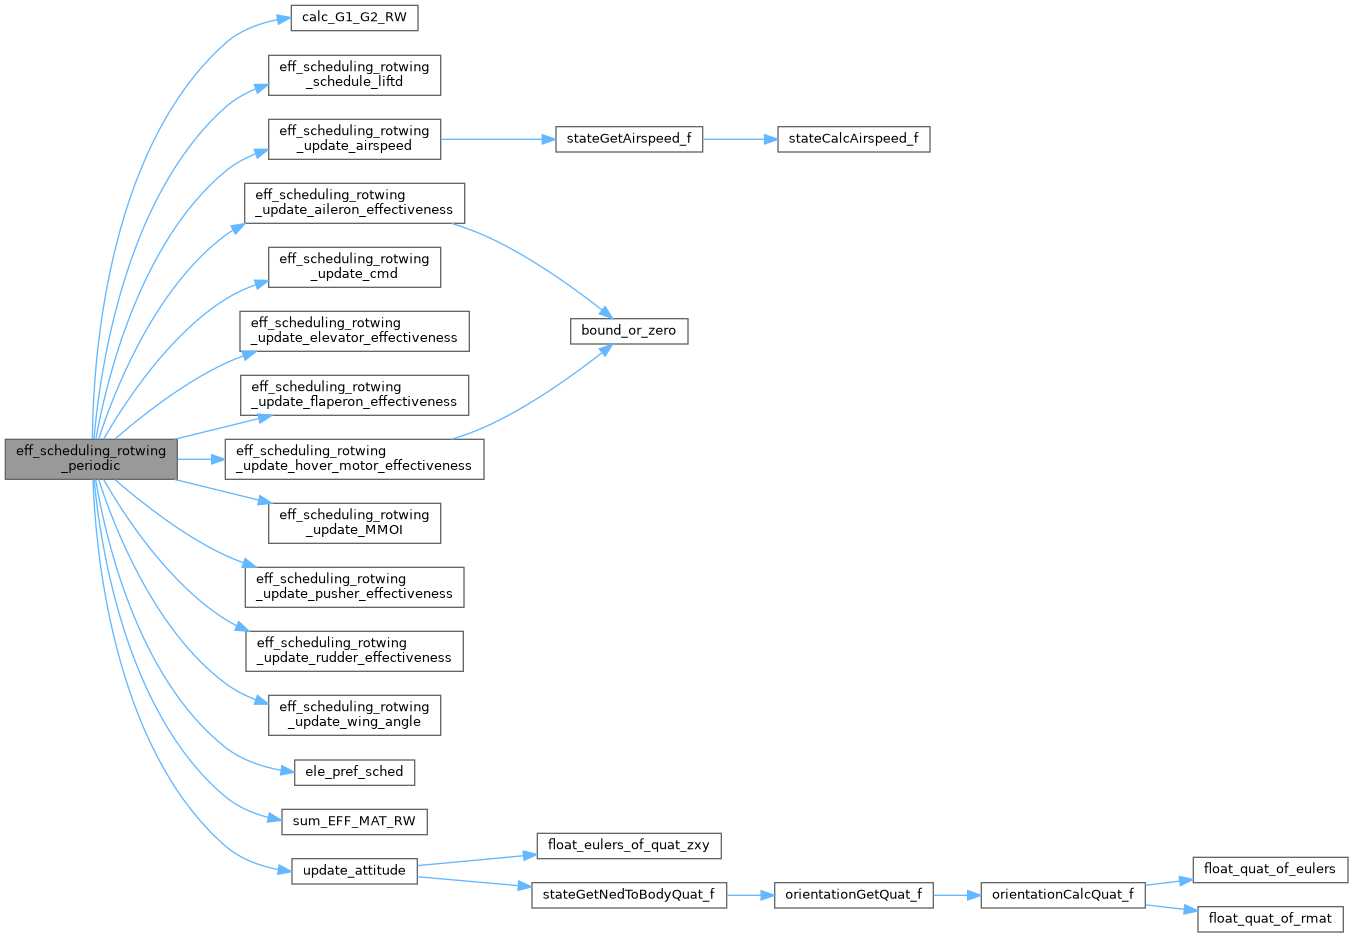 calc_G1_G2_RW
eff_scheduling_rotwing
_schedule_liftd
eff_scheduling_rotwing
_update_airspeed
stateGetAirspeed_f
stateCalcAirspeed_f
eff_scheduling_rotwing
_update_aileron_effectiveness
eff_scheduling_rotwing
_update_cmd
eff_scheduling_rotwing
_update_elevator_effectiveness
bound_or_zero
eff_scheduling_rotwing
_update_flaperon_effectiveness
eff_scheduling_rotwing
_periodic
eff_scheduling_rotwing
_update_hover_motor_effectiveness
eff_scheduling_rotwing
_update_MMOI
eff_scheduling_rotwing
_update_pusher_effectiveness
eff_scheduling_rotwing
_update_rudder_effectiveness
eff_scheduling_rotwing
_update_wing_angle
ele_pref_sched
sum_EFF_MAT_RW
update_attitude
float_eulers_of_quat_zxy
stateGetNedToBodyQuat_f
orientationGetQuat_f
orientationCalcQuat_f
float_quat_of_eulers
float_quat_of_rmat